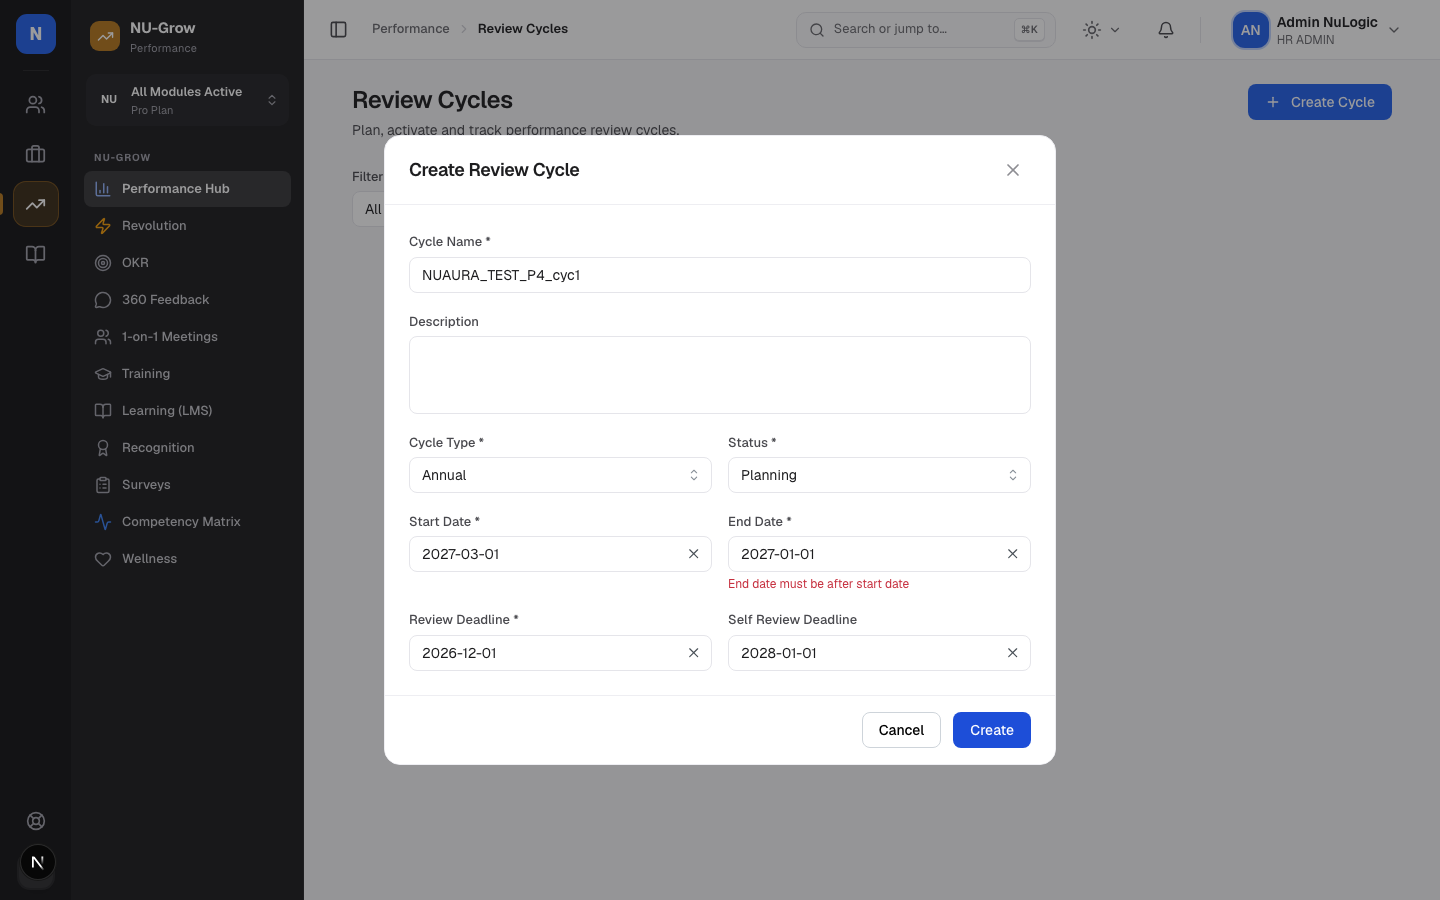 N
NU-Grow
Performance
NU
All Modules Active
Pro Plan
NU-GROW
Performance Hub
Revolution
OKR
360 Feedback
1-on-1 Meetings
Training
Learning (LMS)
Recognition
Surveys
Competency Matrix
Wellness
N
Performance
Review Cycles
Search or jump to...
⌘K
AN
Admin NuLogic
HR ADMIN
Review Cycles
Plan, activate and track performance review cycles.
Create Cycle
Filter
All
Create Review Cycle
Cycle Name *
NUAURA_TEST_P4_cyc1
Description
Cycle Type *
Status *
Annual
Planning
Start Date *
End Date *
2027-03-01
2027-01-01
End date must be after start date
Review Deadline *
Self Review Deadline
2026-12-01
2028-01-01
Cancel
Create